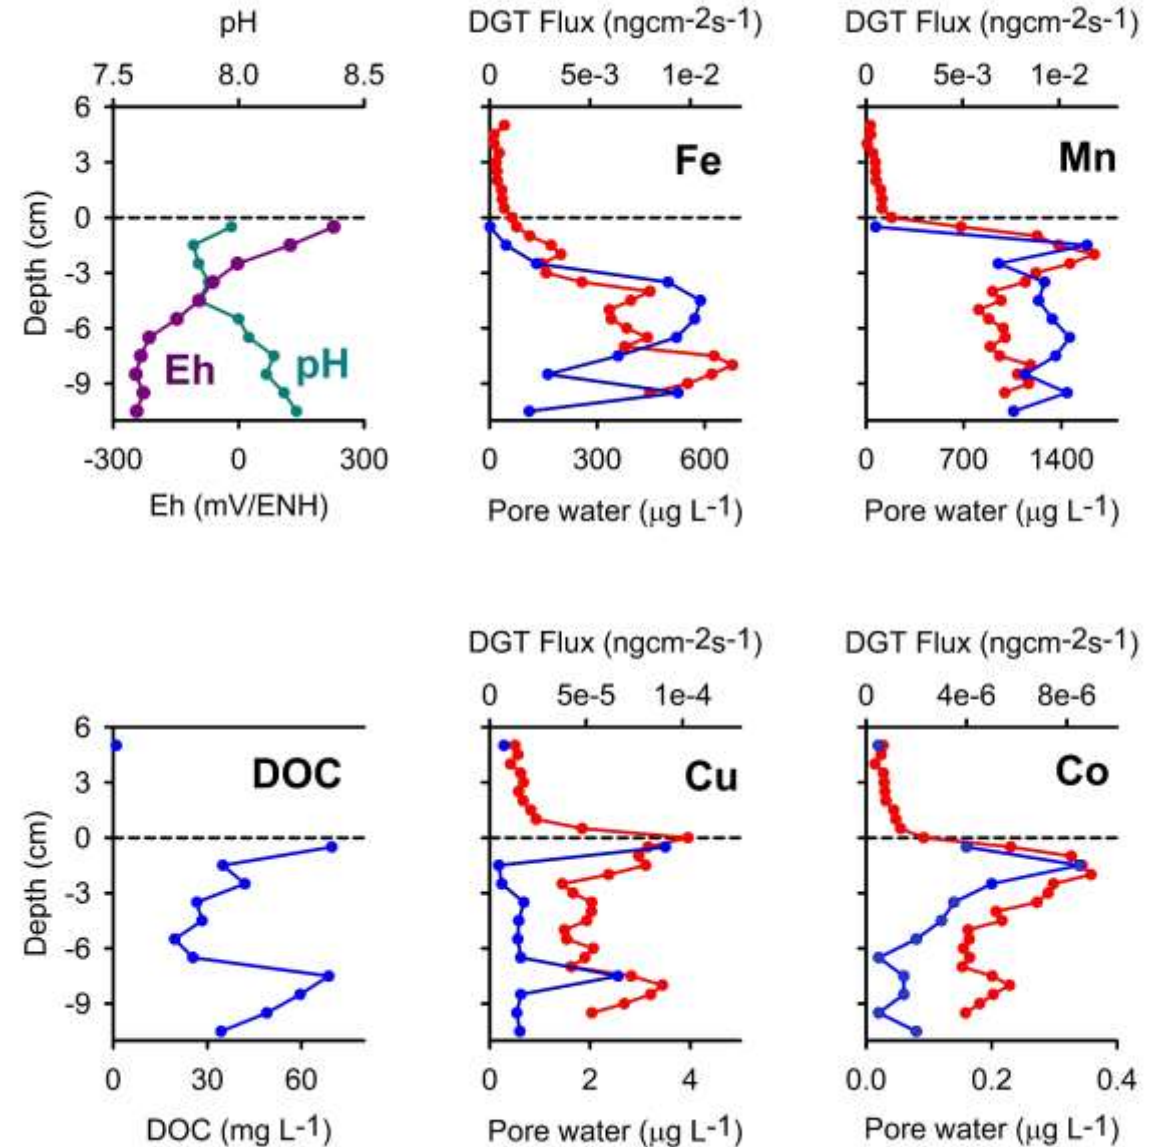 pH
7.5 8.0 8.5
DGT Flux (ngcm-2s-1)
0 5e-3 1e-2
DGT Flux (ngcm-2s-1)
0 5e-3 1e-2
6
3
0
-3
-6
-9
Depth (cm)
Eh
pH
Fe
Mn
-300 0 300
Eh (mV/ENH)
0 300 600
Pore water (μg L-1)
0 700 1400
Pore water (μg L-1)
DGT Flux (ngcm-2s-1)
0 5e-5 1e-4
DGT Flux (ngcm-2s-1)
0 4e-6 8e-6
6
3
0
-3
-6
-9
Depth (cm)
DOC
Cu
Co
0 30 60
DOC (mg L-1)
0 2 4
Pore water (μg L-1)
0.0 0.2 0.4
Pore water (μg L-1)